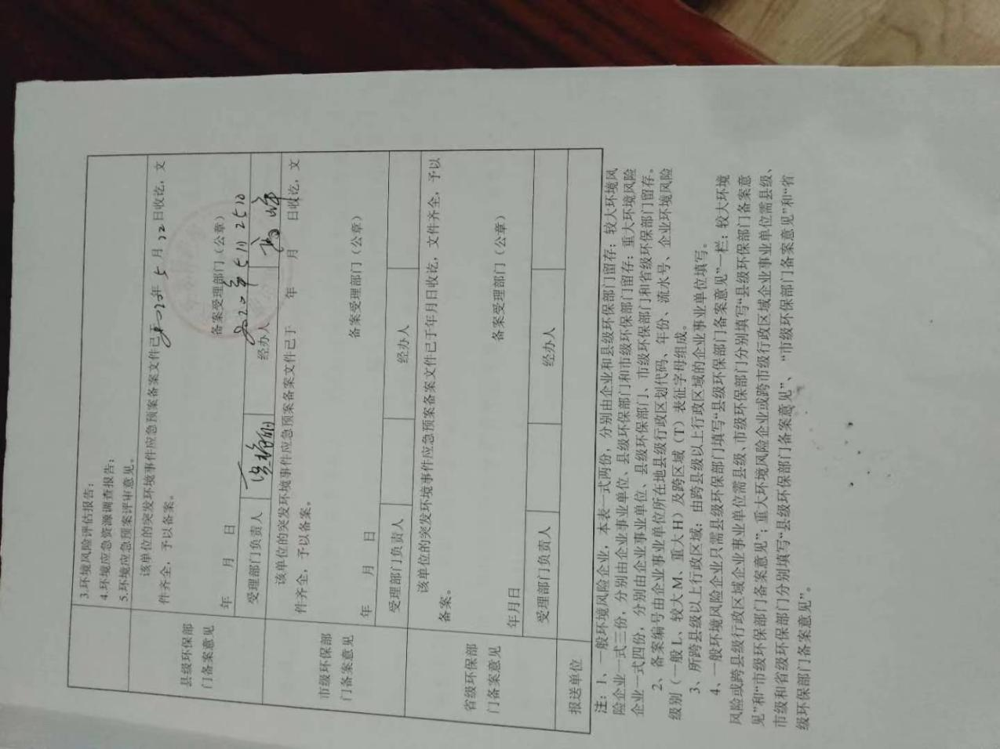 3.环境风险评估报告；
4.环境应急资源调查报告；
5.环境应急预案评审意见。
县级环保部
门备案意见
该单位的突发环境事件应急预案备案文件已于2020年5月22日收讫，文
件齐全，予以备案。
备案受理部门（公章）
年 月 日
2020年5月25日
受理部门负责人
经办人
市级环保部
门备案意见
该单位的突发环境事件应急预案备案文件已于 年 月 日收讫，文
件齐全，予以备案。
备案受理部门（公章）
年 月 日
受理部门负责人
经办人
省级环保部
门备案意见
该单位的突发环境事件应急预案备案文件已于年月日收讫，文件齐全，予以
备案。
备案受理部门（公章）
年月日
受理部门负责人
经办人
报送单位
注：1、一般环境风险企业，本表一式两份，分别由企业和县级环保部门留存；较大环境风
险企业一式三份，分别由企业事业单位、县级环保部门和市级环保部门留存；重大环境风险
企业一式四份，分别由企业事业单位、县级环保部门、市级环保部门和省级环保部门留存。
2、备案编号由企业事业单位所在地县级行政区划代码、年份、流水号、企业环境风险
级别（一般L、较大M、重大H）及跨区域（T）表征字母组成。
3、所跨县级以上行政区域；由跨县级以上行政区域的企业事业单位填写。
4、一般环境风险企业只需县级环保部门填写“县级环保部门备案意见”一栏；较大环境
风险或跨县级行政区域企业事业单位需县级、市级环保部门分别填写“县级环保部门备案意
见”和“市级环保部门备案意见”；重大环境风险企业或跨市级行政区域企业事业单位需县级、
市级和省级环保部门分别填写“县级环保部门备案意见”、“市级环保部门备案意见”和“省
级环保部门备案意见”。